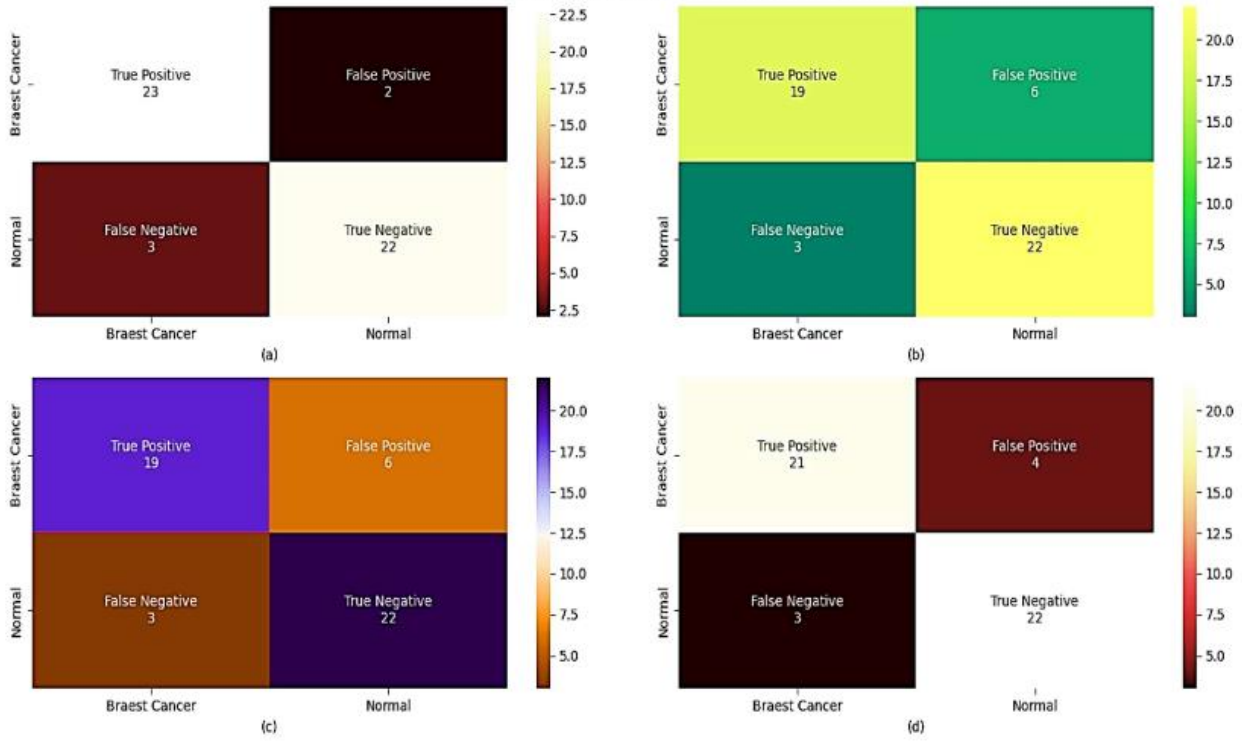 Braest Cancer
True Positive
23
False Positive
2
Normal
False Negative
3
True Negative
22
Braest Cancer
Normal
22.5
20.0
17.5
15.0
12.5
10.0
7.5
5.0
2.5
(a)
Braest Cancer
True Positive
19
False Positive
6
Normal
False Negative
3
True Negative
22
Braest Cancer
Normal
20.0
17.5
15.0
12.5
10.0
7.5
5.0
(b)
Braest Cancer
True Positive
19
False Positive
6
Normal
False Negative
3
True Negative
22
Braest Cancer
Normal
20.0
17.5
15.0
12.5
10.0
7.5
5.0
(c)
Braest Cancer
True Positive
21
False Positive
4
Normal
False Negative
3
True Negative
22
Braest Cancer
Normal
20.0
17.5
15.0
12.5
10.0
7.5
5.0
(d)